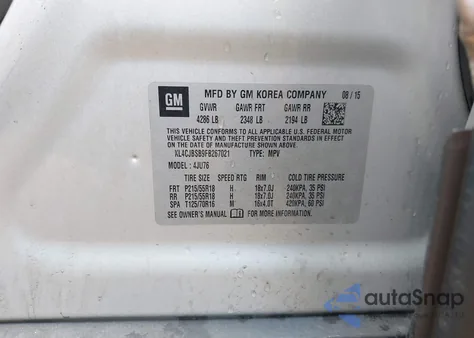 GM
MFD BY GM KOREA COMPANY 08 / 15
GVWR GAWR FRT GAWR RR
4286 LB 2348 LB 2194 LB
THIS VEHICLE CONFORMS TO ALL APPLICABLE U.S. FEDERAL MOTOR
VEHICLE SAFETY AND THEFT PREVENTION STANDARDS IN EFFECT
ON THE DATE OF MANUFACTURE SHOWN ABOVE.
TYPE: MPV
MODEL : 4JU76
TIRE SIZE SPEED RTG RIM COLD TIRE PRESSURE
FRT P215/55R18 H 18x7.0J 240KPA, 35 PSI
RR P215/55R18 H 18x7.0J 240KPA, 35 PSI
SPA T125/70R16 M 16x4.0T 420KPA, 60 PSI
SEE OWNER'S MANUAL FOR MORE INFORMATION.
autoSnap